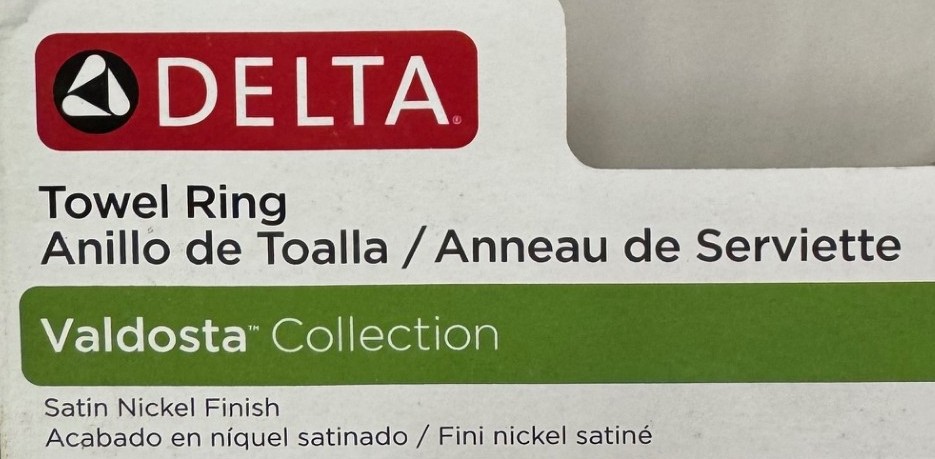 DELTA®
Towel Ring
Anillo de Toalla / Anneau de Serviette
Valdosta™ Collection
Satin Nickel Finish
Acabado en níquel satinado / Fini nickel satiné